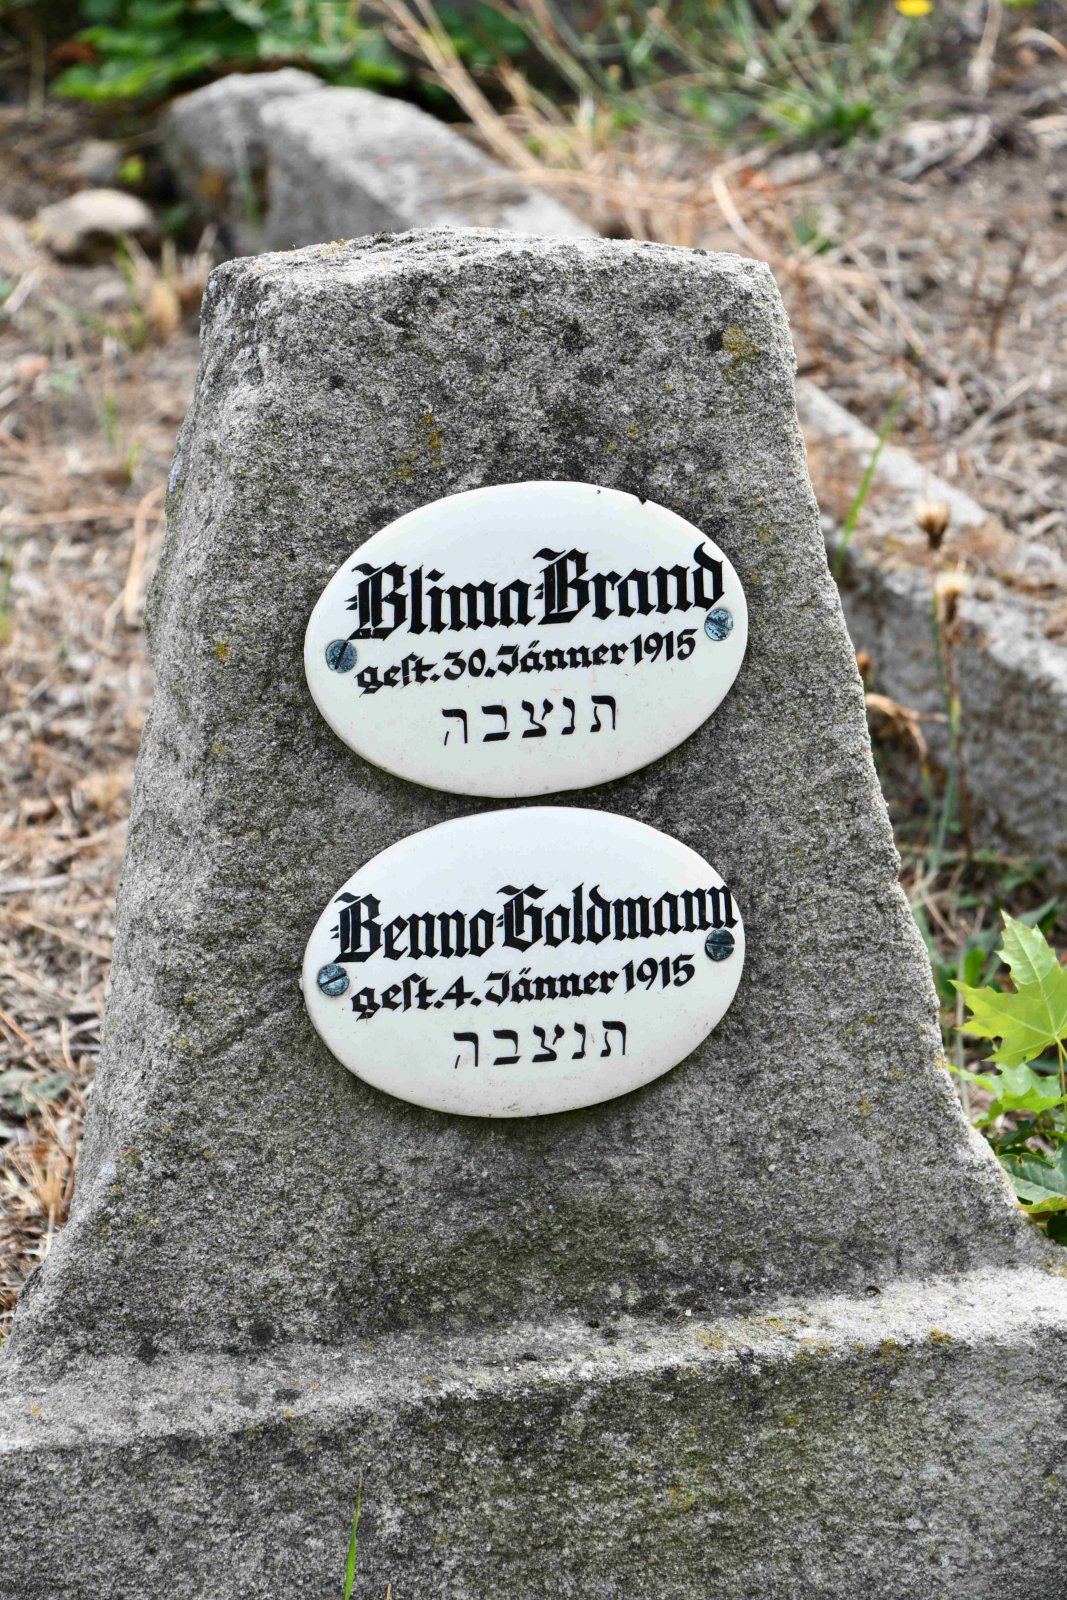 Blima Brand
gest. 30. Jänner 1915
תנצבה
Benno Goldmann
gest. 4. Jänner 1915
תנצבה